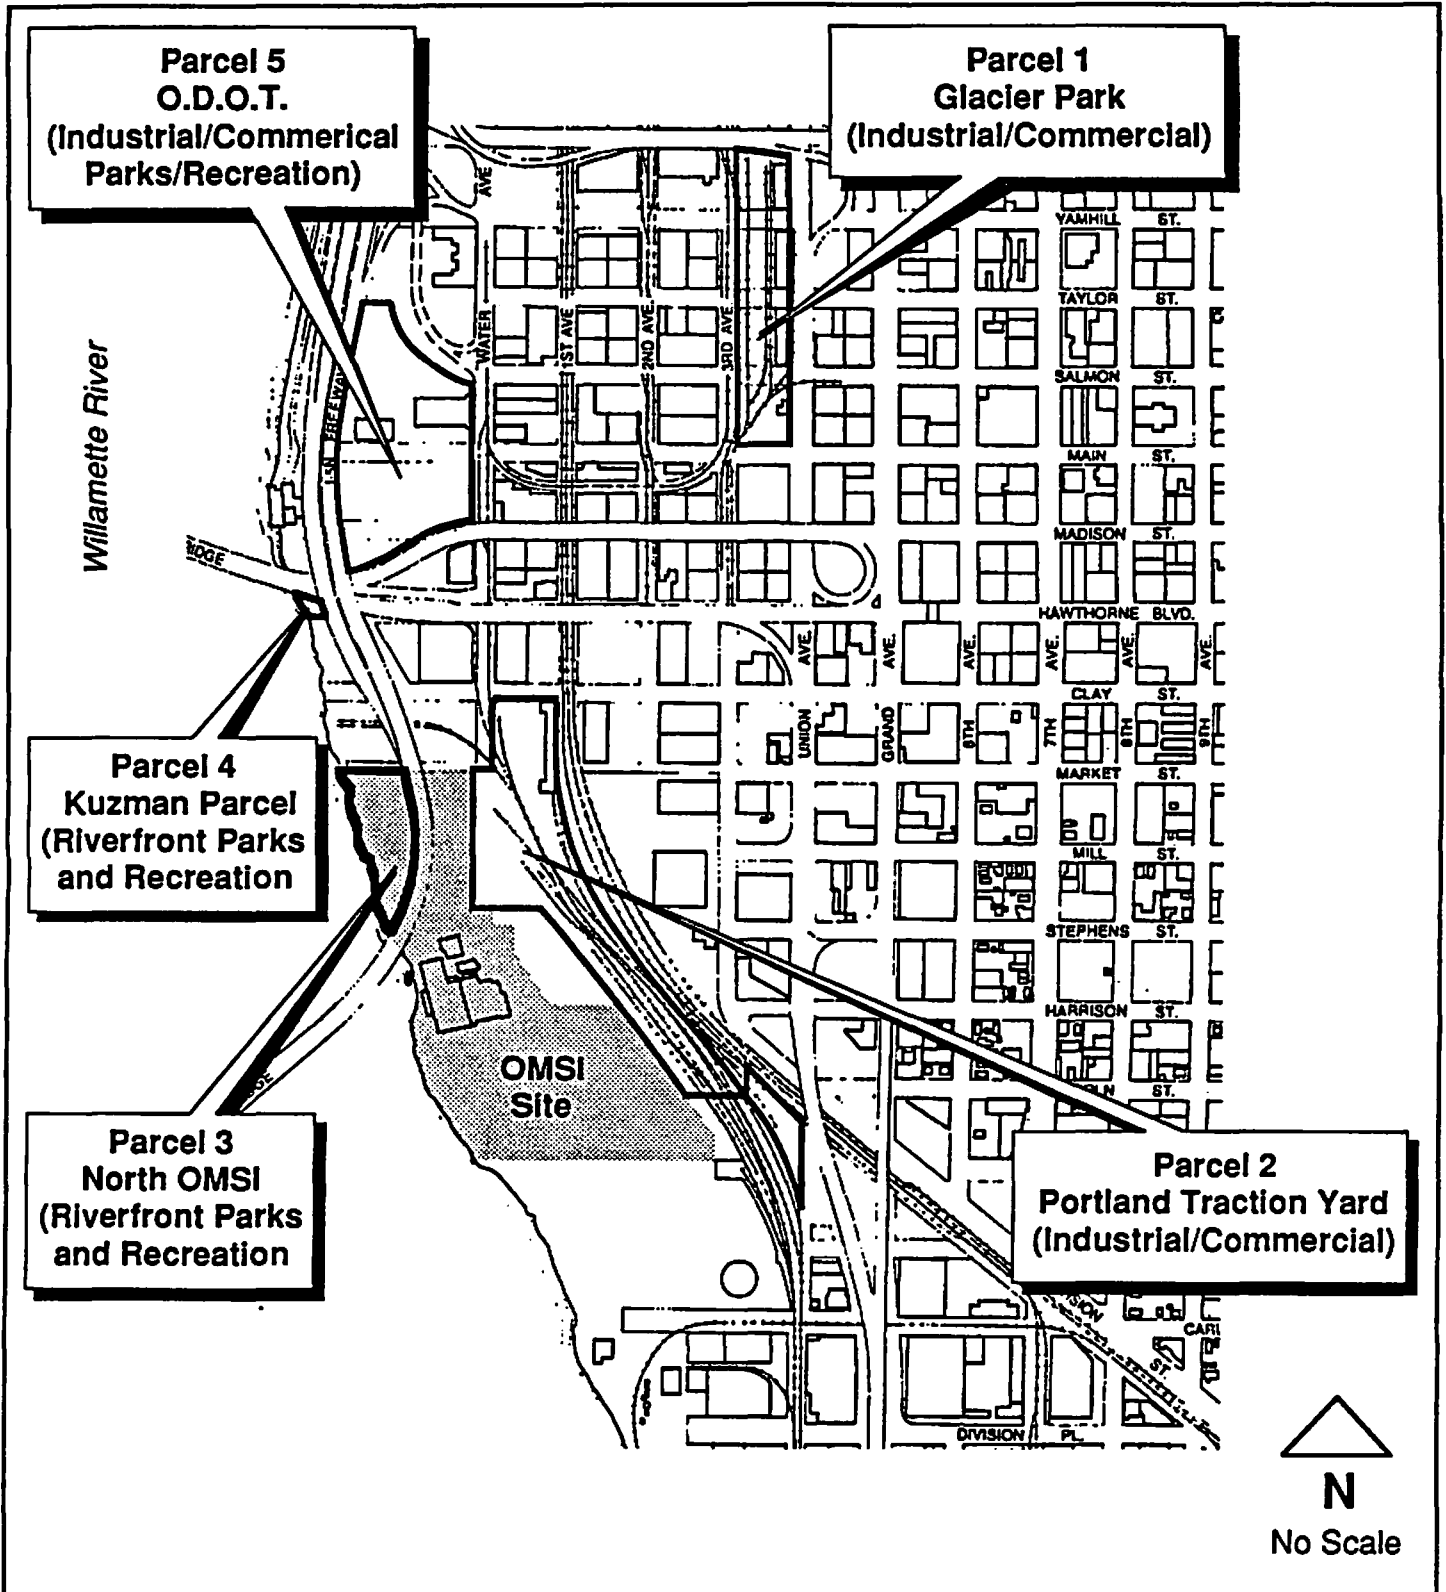 Parcel 5
O.D.O.T.
(Industrial/Commerical
Parks/Recreation)
Parcel 1
Glacier Park
(Industrial/Commercial)
AVE
YAMHILL ST.
TAYLOR ST.
WATER
1ST AVE
2ND AVE.
3RD AVE.
Willamette River
FREEWAY
SALMON ST.
MAIN ST.
MADISON ST.
HAWTHORNE BLVD.
AVE.
AVE.
AVE.
AVE.
AVE.
AVE.
CLAY ST.
UNION
GRAND
6TH
7TH
8TH
9TH
MARKET ST.
Parcel 4
Kuzman Parcel
(Riverfront Parks
and Recreation
MILL ST.
STEPHENS ST.
HARRISON ST.
OMSI
Site
ST.
Parcel 3
North OMSI
(Riverfront Parks
and Recreation
Parcel 2
Portland Traction Yard
(Industrial/Commercial)
ST.
DIVISION PL.
N
No Scale